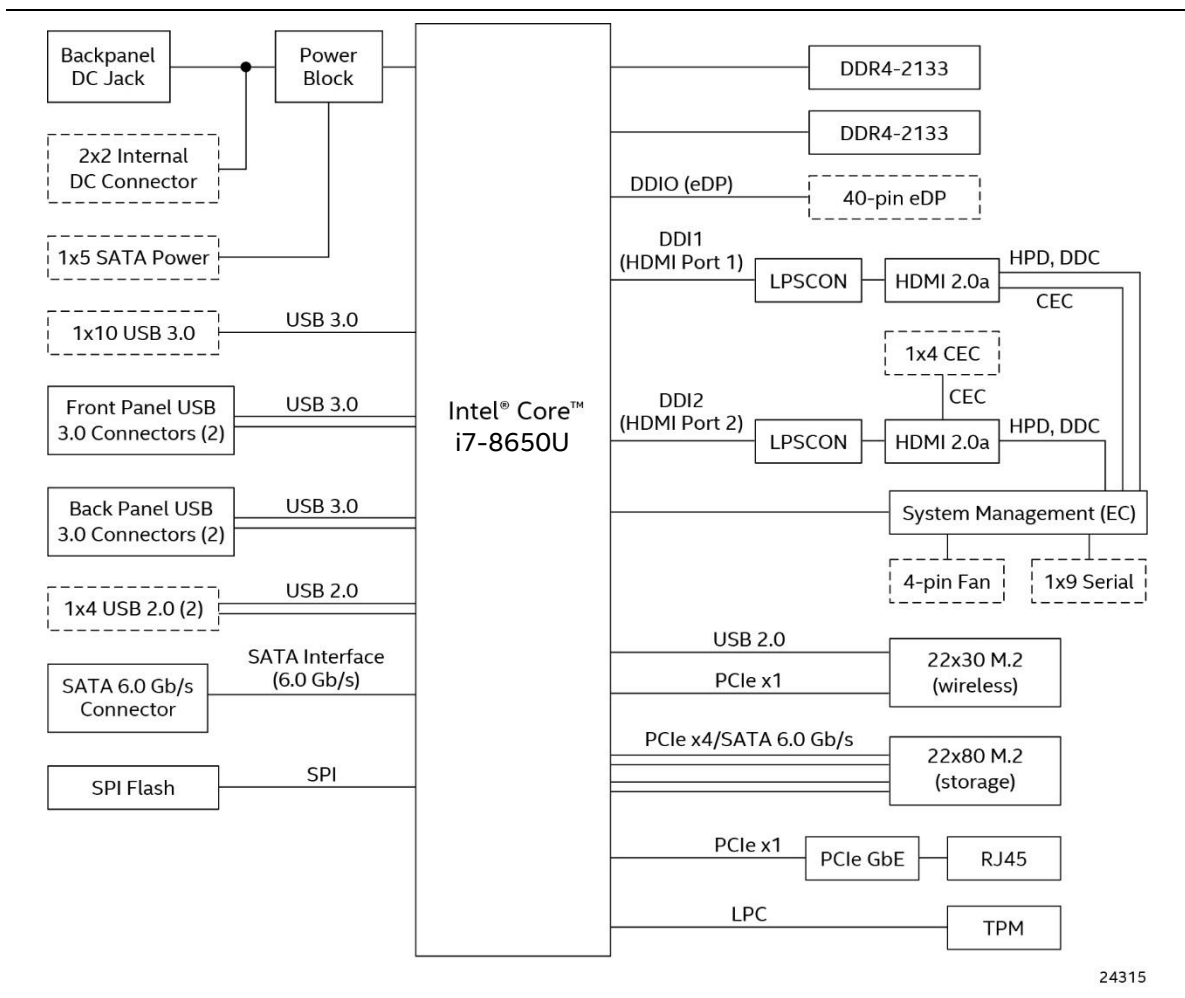 Backpanel
DC Jack
Power
Block
2x2 Internal
DC Connector
1x5 SATA Power
1x10 USB 3.0
USB 3.0
Front Panel USB
3.0 Connectors (2)
USB 3.0
Back Panel USB
3.0 Connectors (2)
USB 3.0
1x4 USB 2.0 (2)
USB 2.0
SATA 6.0 Gb/s
Connector
SATA Interface
(6.0 Gb/s)
SPI Flash
SPI
Intel® Core™
i7-8650U
DDR4-2133
DDR4-2133
DDIO (eDP)
40-pin eDP
DDI1
(HDMI Port 1)
LPSCON
HDMI 2.0a
HPD, DDC
CEC
1x4 CEC
CEC
DDI2
(HDMI Port 2)
LPSCON
HDMI 2.0a
HPD, DDC
System Management (EC)
4-pin Fan
1x9 Serial
USB 2.0
PCIe x1
22x30 M.2
(wireless)
PCIe x4/SATA 6.0 Gb/s
22x80 M.2
(storage)
PCIe x1
PCIe GbE
RJ45
LPC
TPM
24315